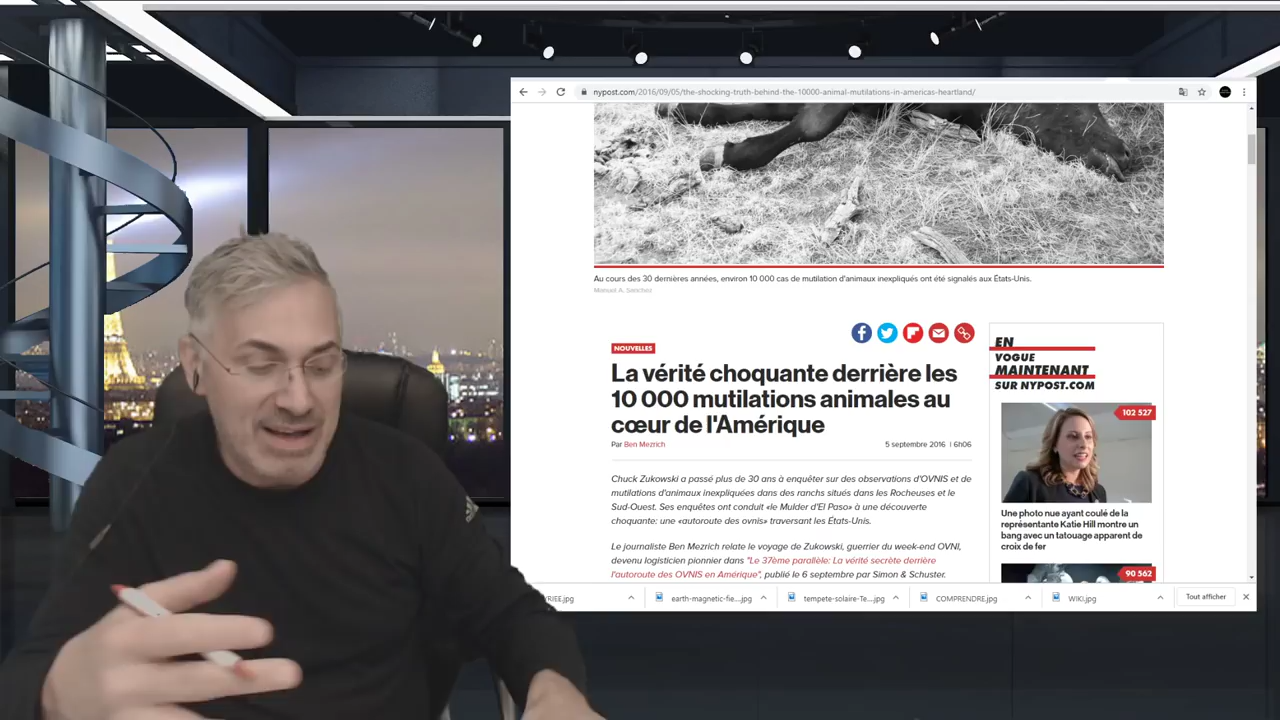 nypost.com/2016/09/05/the-shocking-truth-behind-the-10000-animal-mutilations-in-americas-heartland/
Au cours des 30 dernières années, environ 10 000 cas de mutilation d'animaux inexpliqués ont été signalés aux États-Unis.
Manuel A. Sanchez
NOUVELLES
La vérité choquante derrière les
10 000 mutilations animales au
cœur de l'Amérique
Par Ben Mezrich
5 septembre 2016 | 6h06
Chuck Zukowski a passé plus de 30 ans à enquêter sur des observations d'OVNIS et de
mutilations d'animaux inexpliquées dans des ranchs situés dans les Rocheuses et le
Sud-Ouest. Ses enquêtes ont conduit «le Mulder d'El Paso» à une découverte
choquante: une «autoroute des ovnis» traversant les États-Unis.
Le journaliste Ben Mezrich relate le voyage de Zukowski, guerrier du week-end OVNI,
devenu logisticien pionnier dans "Le 37ème parallèle: La vérité secrète derrière
l'autoroute des OVNIS en Amérique", publié le 6 septembre par Simon & Schuster.
EN
VOGUE
MAINTENANT
SUR NYPOST.COM
102 527
Une photo nue ayant coulé de la
représentante Katie Hill montre un
bang avec un tatouage apparent de
croix de fer
90 562
RIEE.jpg
earth-magnetic-fie....jpg
tempete-solaire-Te....jpg
COMPRENDRE.jpg
WIKI.jpg
Tout afficher